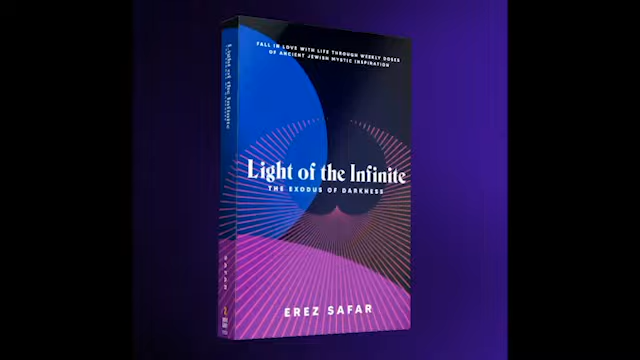 FALL IN LOVE WITH LIFE THROUGH WEEKLY DOSES
OF ANCIENT JEWISH MYSTIC INSPIRATION
Light of the Infinite
THE EXODUS OF DARKNESS
EREZ SAFAR
Light of the Infinite
SAFAR